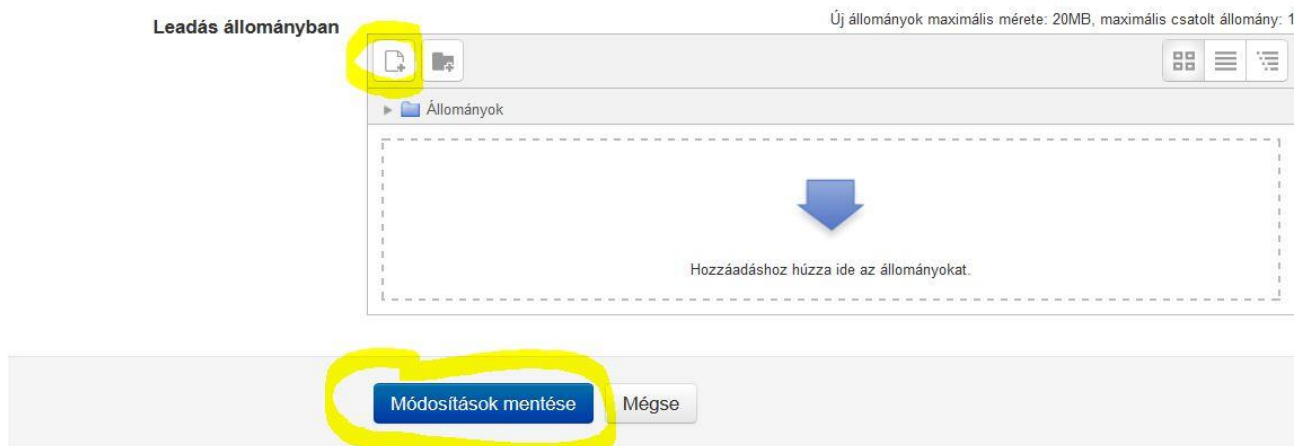 Új állományok maximális mérete: 20MB, maximális csatolt állomány: 1
Leadás állományban
Állományok
Hozzáadáshoz húzza ide az állományokat.
Módosítások mentése
Mégse